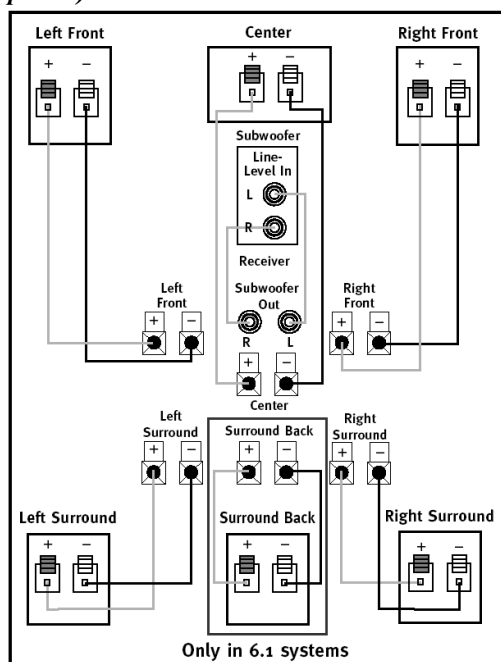 Left Front
Center
Right Front
+ −
+ −
+ −
Subwoofer
Line-
Level In
L
R
Receiver
Left
Front
Subwoofer
Out
Right
Front
+ −
R L
+ −
+ −
Center
Left
Surround
Surround Back
Right
Surround
+ −
+ −
+ −
Left Surround
Surround Back
Right Surround
+ −
+ −
+ −
Only in 6.1 systems